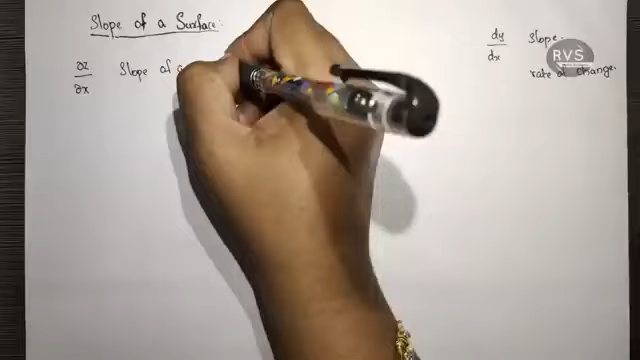 Slope of a Surface:
∂z/∂x Slope of
dy/dx slope.
RVS
rate of change.